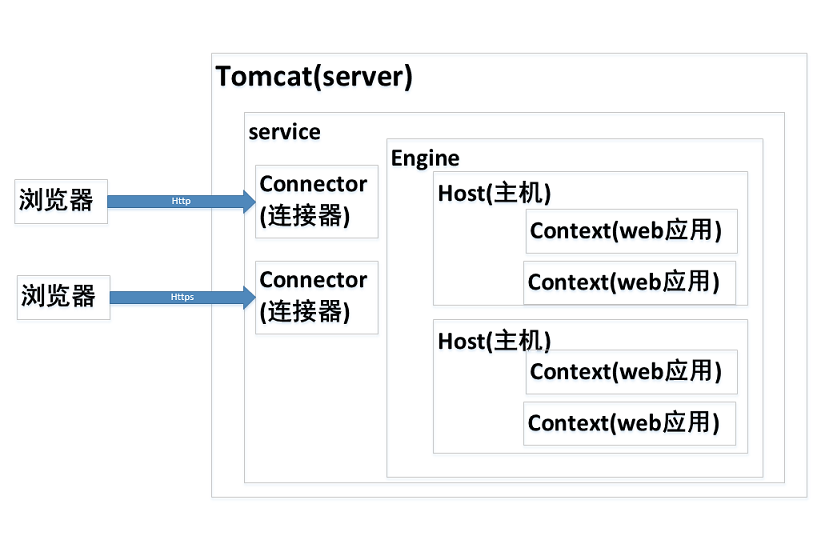 Tomcat(server)
service
Engine
浏览器
Http
Connector
(连接器)
Host(主机)
Context(web应用)
Context(web应用)
浏览器
Https
Connector
(连接器)
Host(主机)
Context(web应用)
Context(web应用)